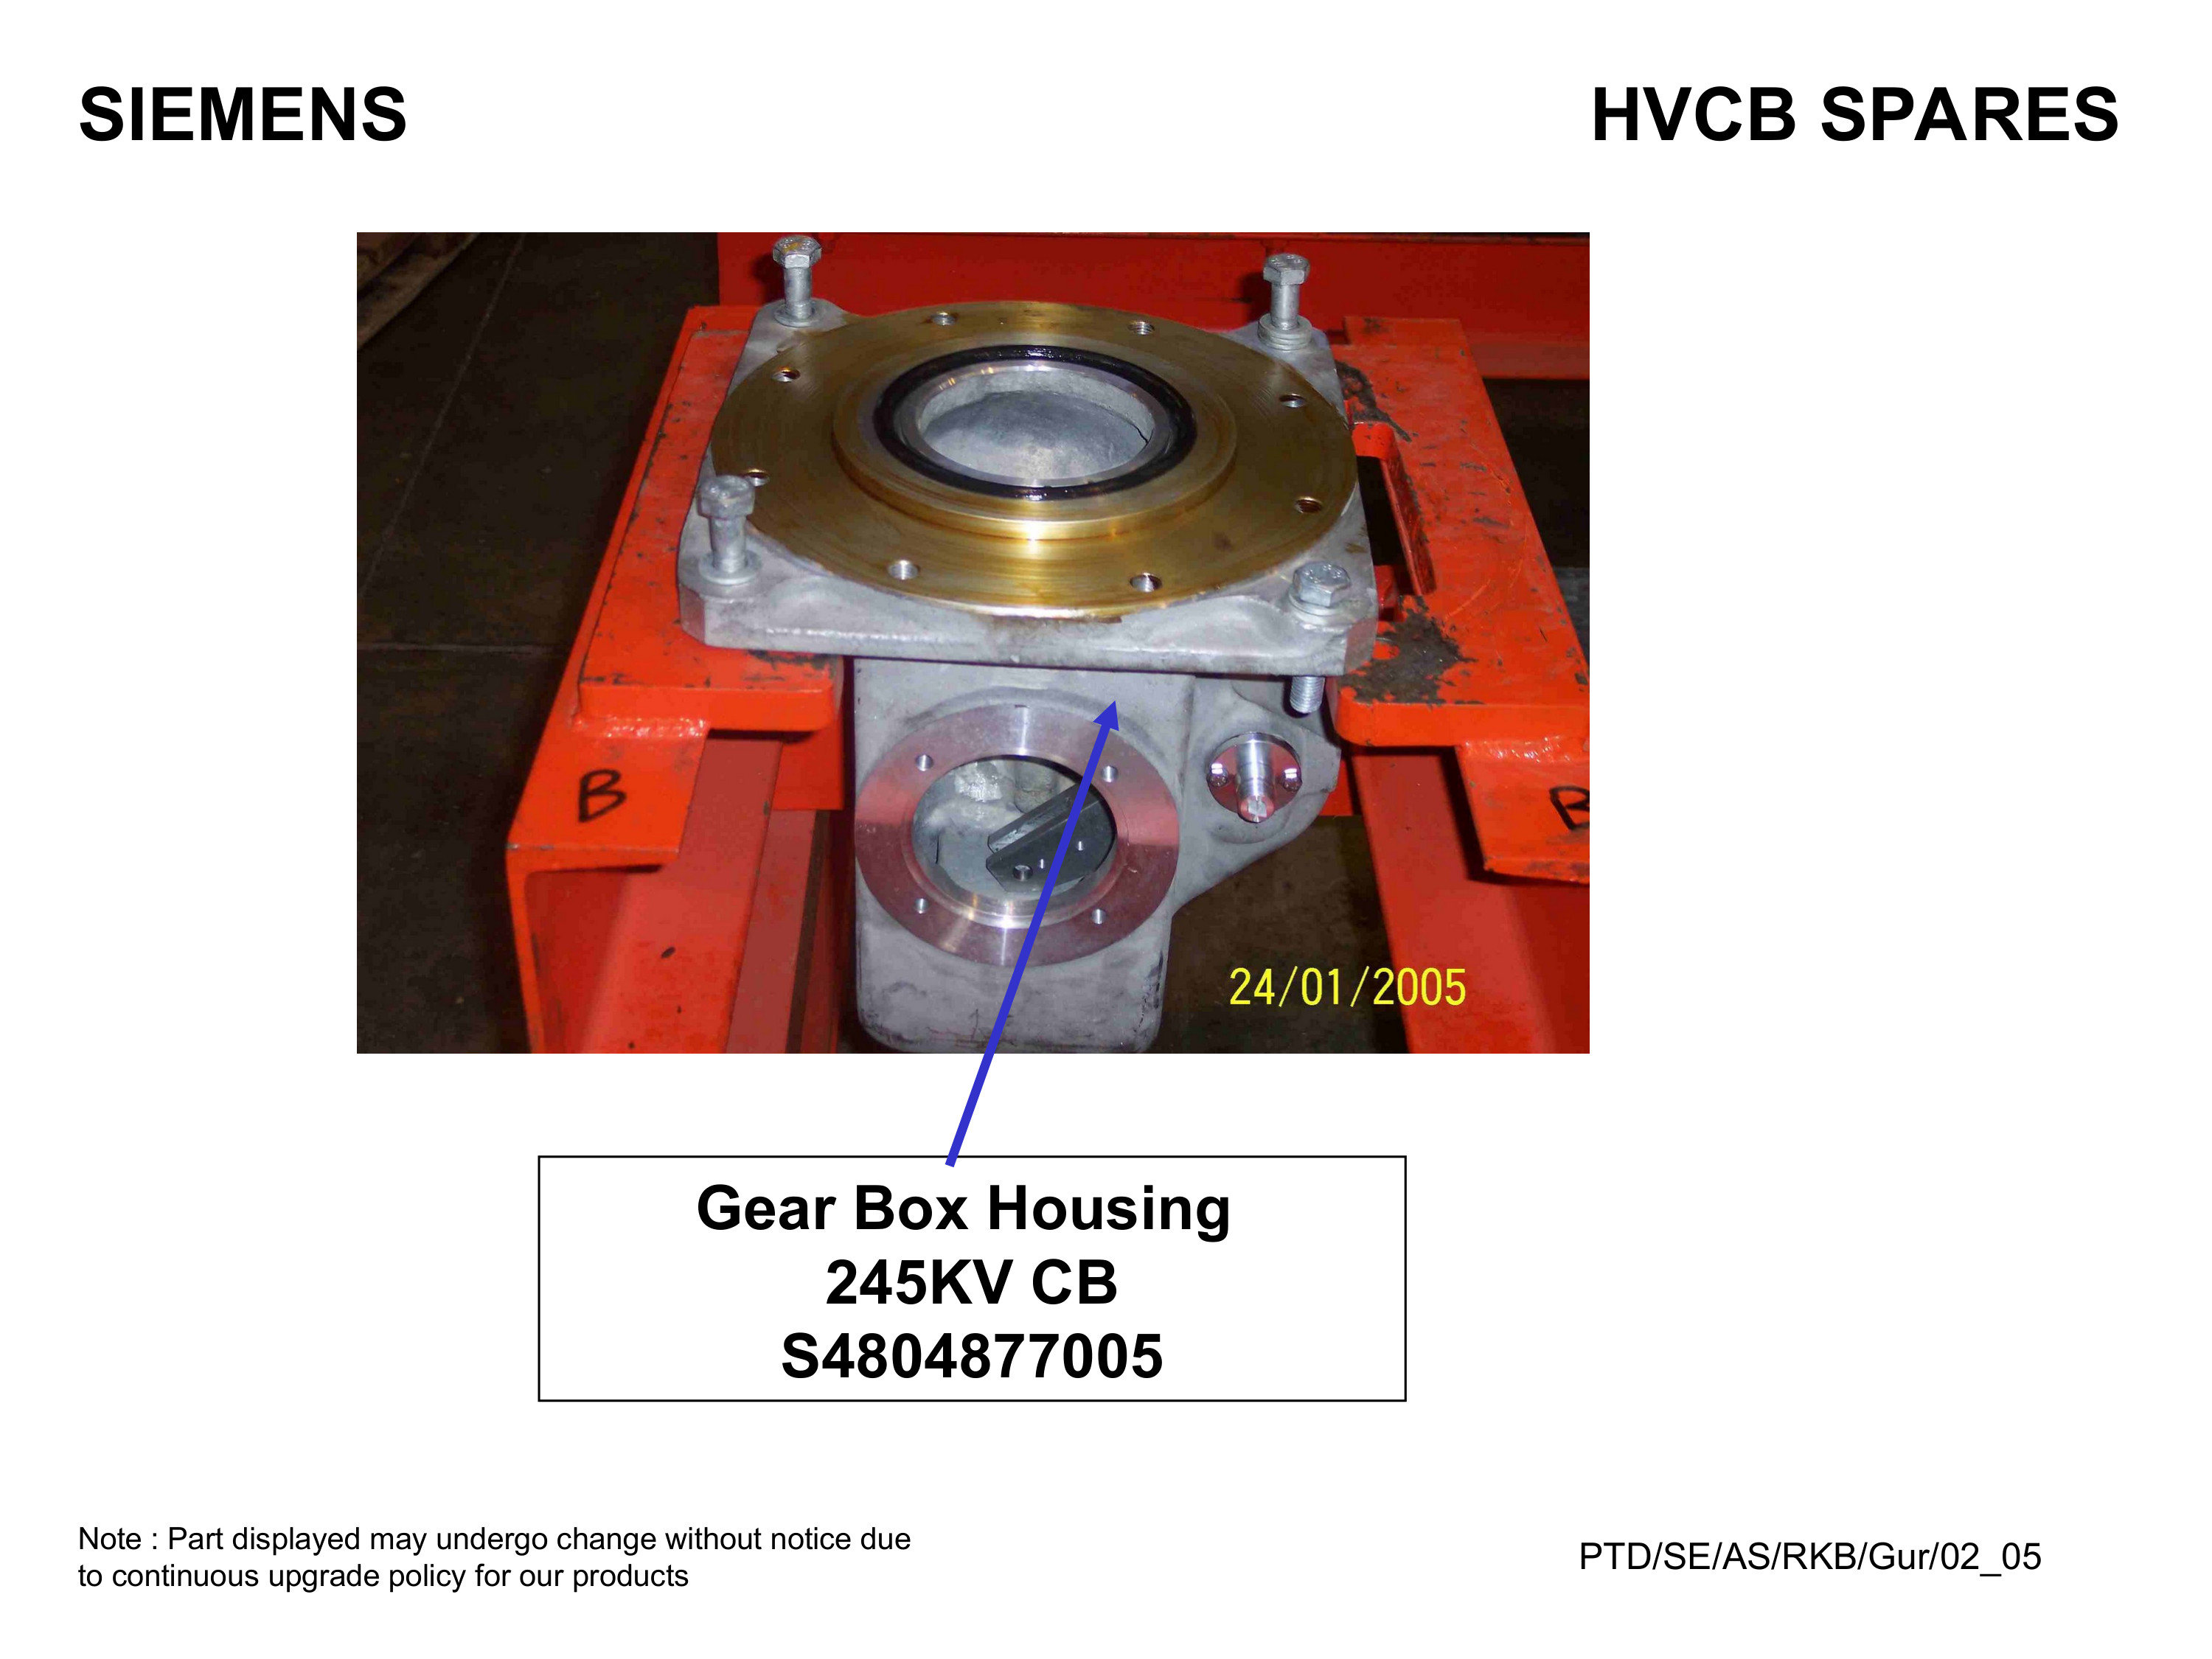 SIEMENS
HVCB SPARES
B
B
24/01/2005
Gear Box Housing
245KV CB
S4804877005
Note : Part displayed may undergo change without notice due
to continuous upgrade policy for our products
PTD/SE/AS/RKB/Gur/02_05